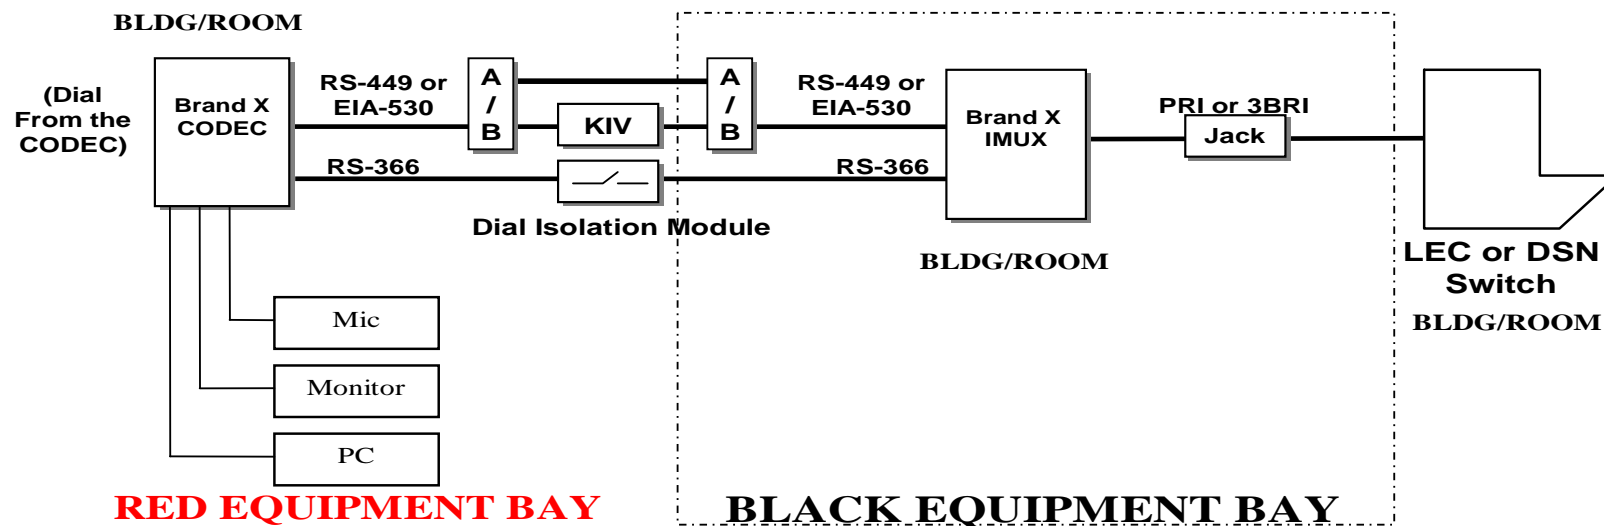 BLDG/ROOM
(Dial
From the
CODEC)
Brand X
CODEC
RS-449 or
EIA-530
RS-366
A
/
B
KIV
Dial Isolation Module
A
/
B
RS-449 or
EIA-530
RS-366
Brand X
IMUX
BLDG/ROOM
PRI or 3BRI
Jack
LEC or DSN
Switch
BLDG/ROOM
Mic
Monitor
PC
RED EQUIPMENT BAY
BLACK EQUIPMENT BAY